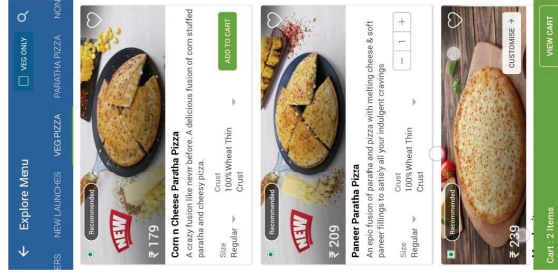 ← Explore Menu
VEG ONLY
ERS NEW LAUNCHES VEG PIZZA PARATHA PIZZA NON
Recommended
NEW
₹ 179
ADD TO CART
Corn n Cheese Paratha Pizza
A crazy fusion like never before. A delicious fusion of corn stuffed
paratha and cheesy pizza.
Size Crust
Regular 100% Wheat Thin
Crust
Recommended
NEW
₹ 209
− 1 +
Paneer Paratha Pizza
An epic fusion of paratha and pizza with melting cheese & soft
paneer fillings to satisfy all your indulgent cravings
Size Crust
Regular 100% Wheat Thin
Crust
Recommended
₹ 239
CUSTOMISE →
Cart : 2 Items
VIEW CART